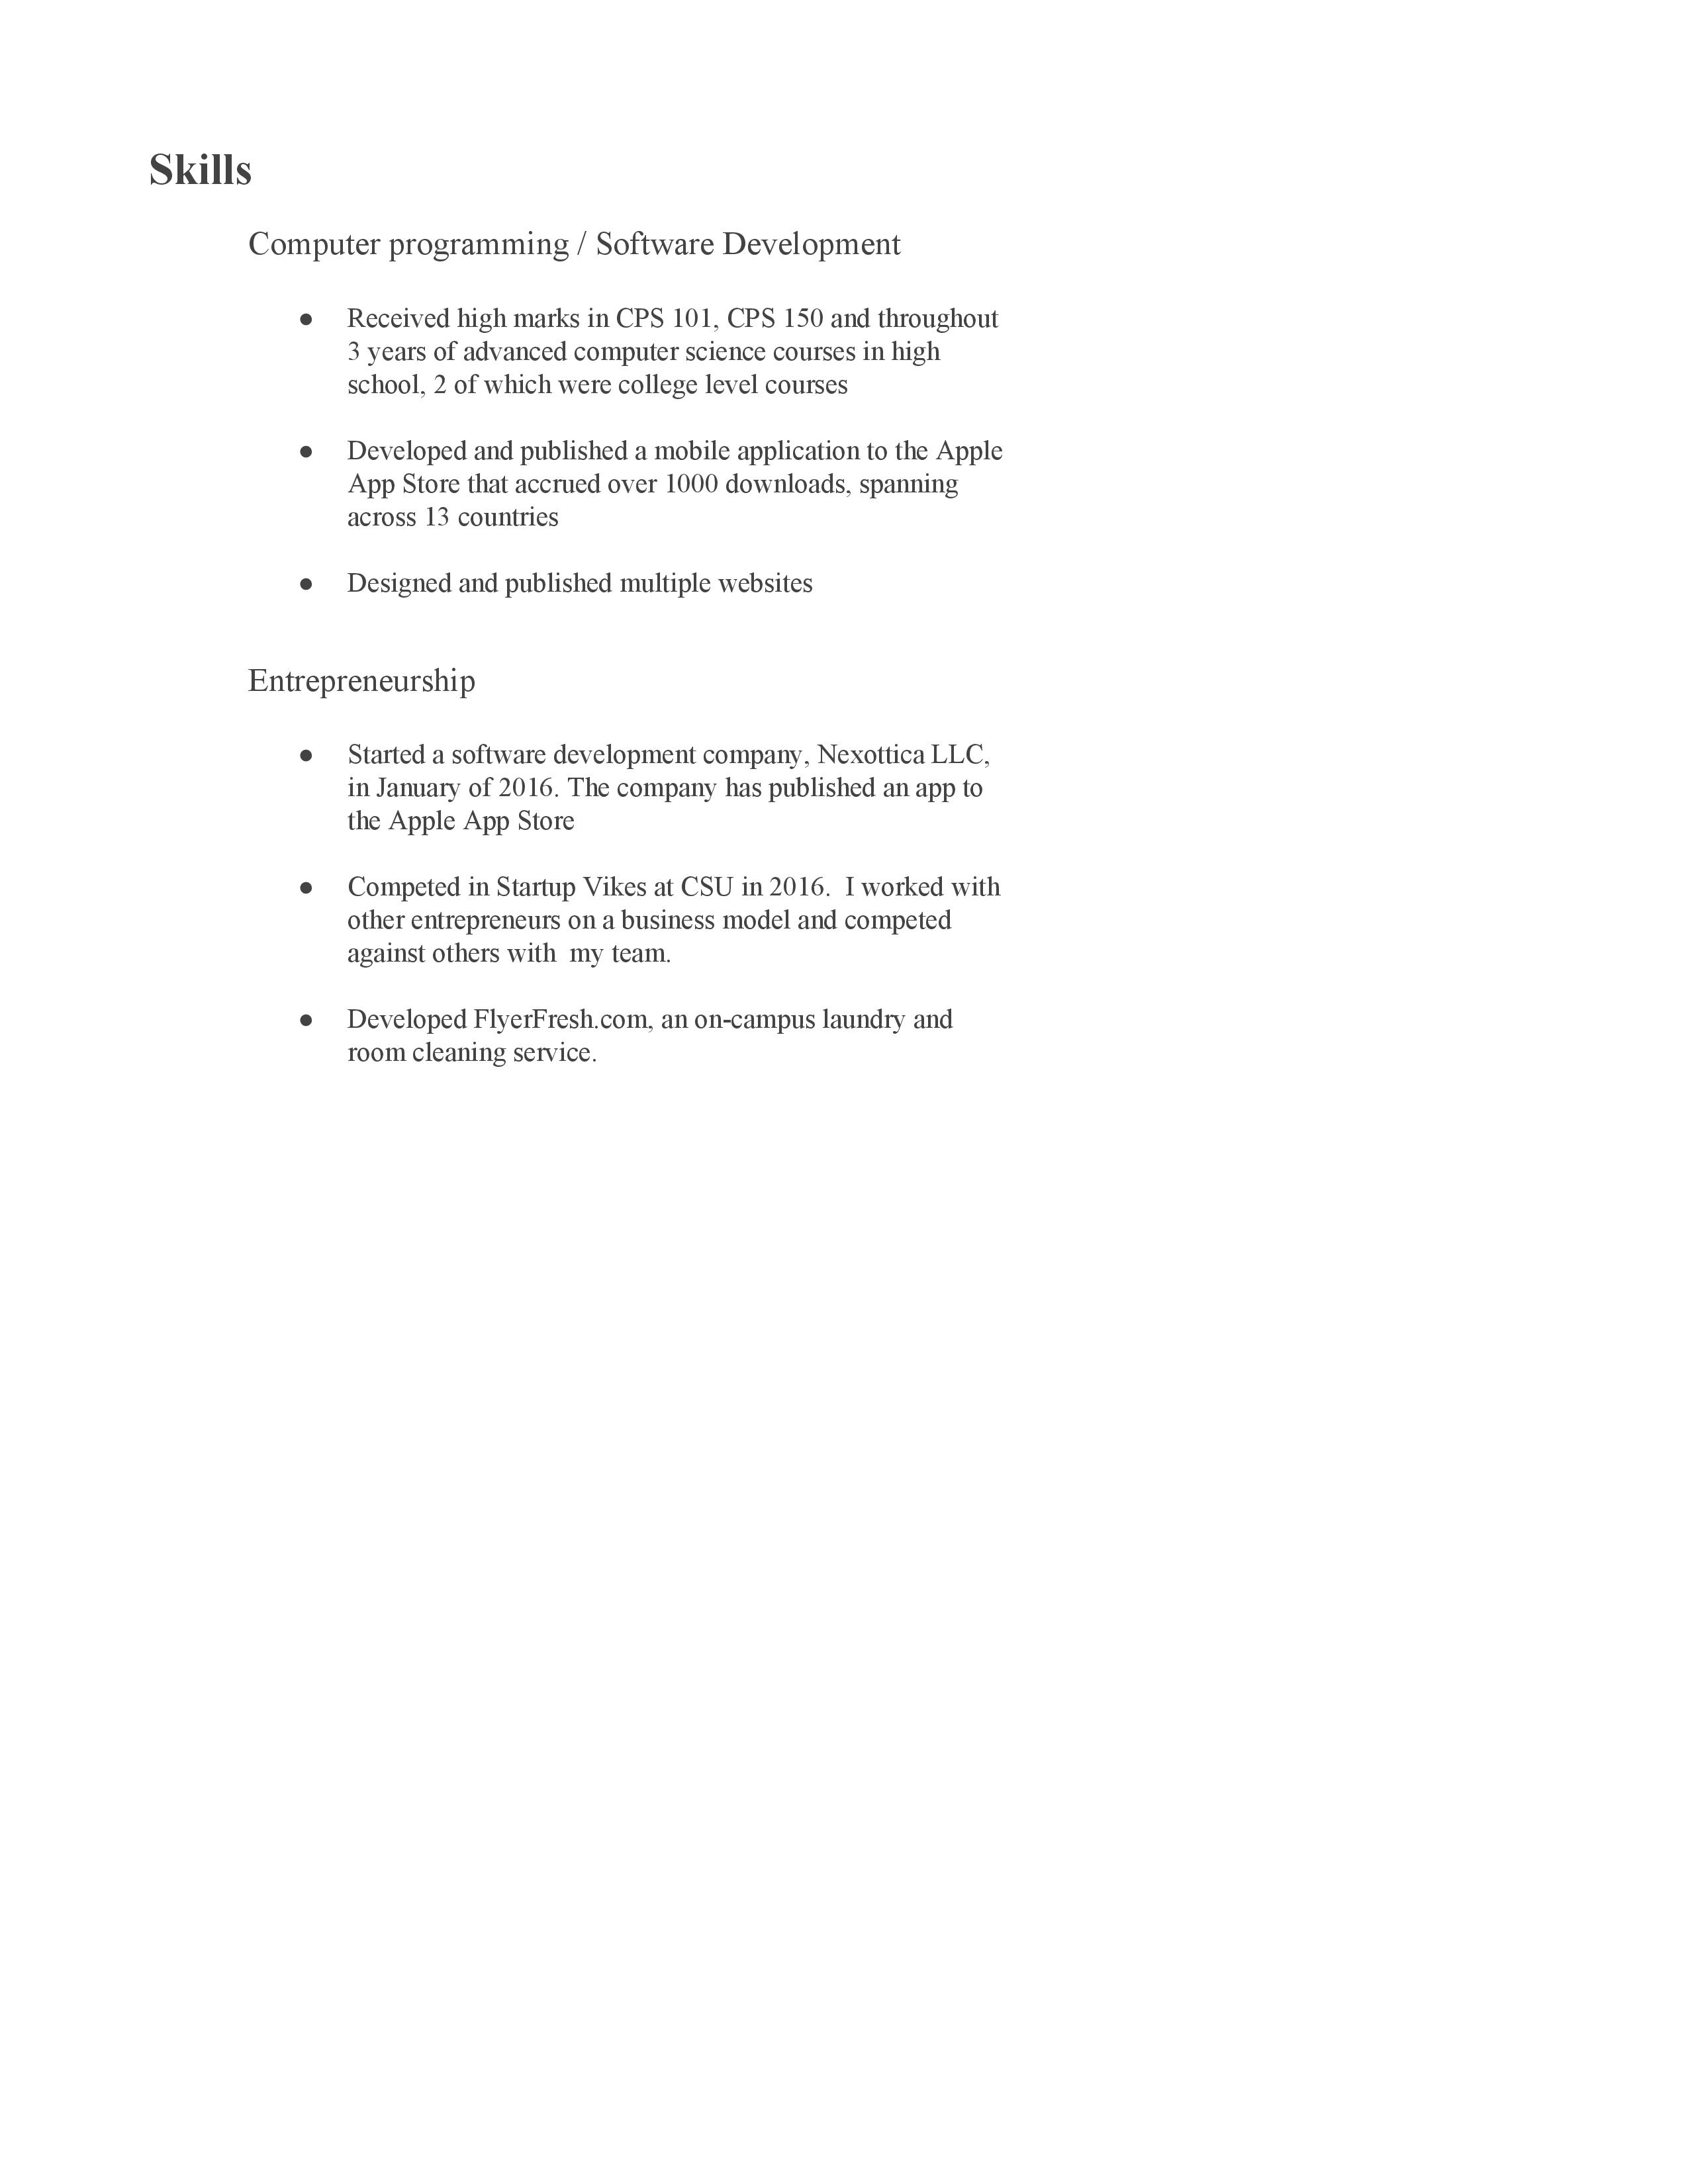 Skills
Computer programming / Software Development
● Received high marks in CPS 101, CPS 150 and throughout
3 years of advanced computer science courses in high
school, 2 of which were college level courses
● Developed and published a mobile application to the Apple
App Store that accrued over 1000 downloads, spanning
across 13 countries
● Designed and published multiple websites
Entrepreneurship
● Started a software development company, Nexottica LLC,
in January of 2016. The company has published an app to
the Apple App Store
● Competed in Startup Vikes at CSU in 2016.  I worked with
other entrepreneurs on a business model and competed
against others with  my team.
● Developed FlyerFresh.com, an on-campus laundry and
room cleaning service.